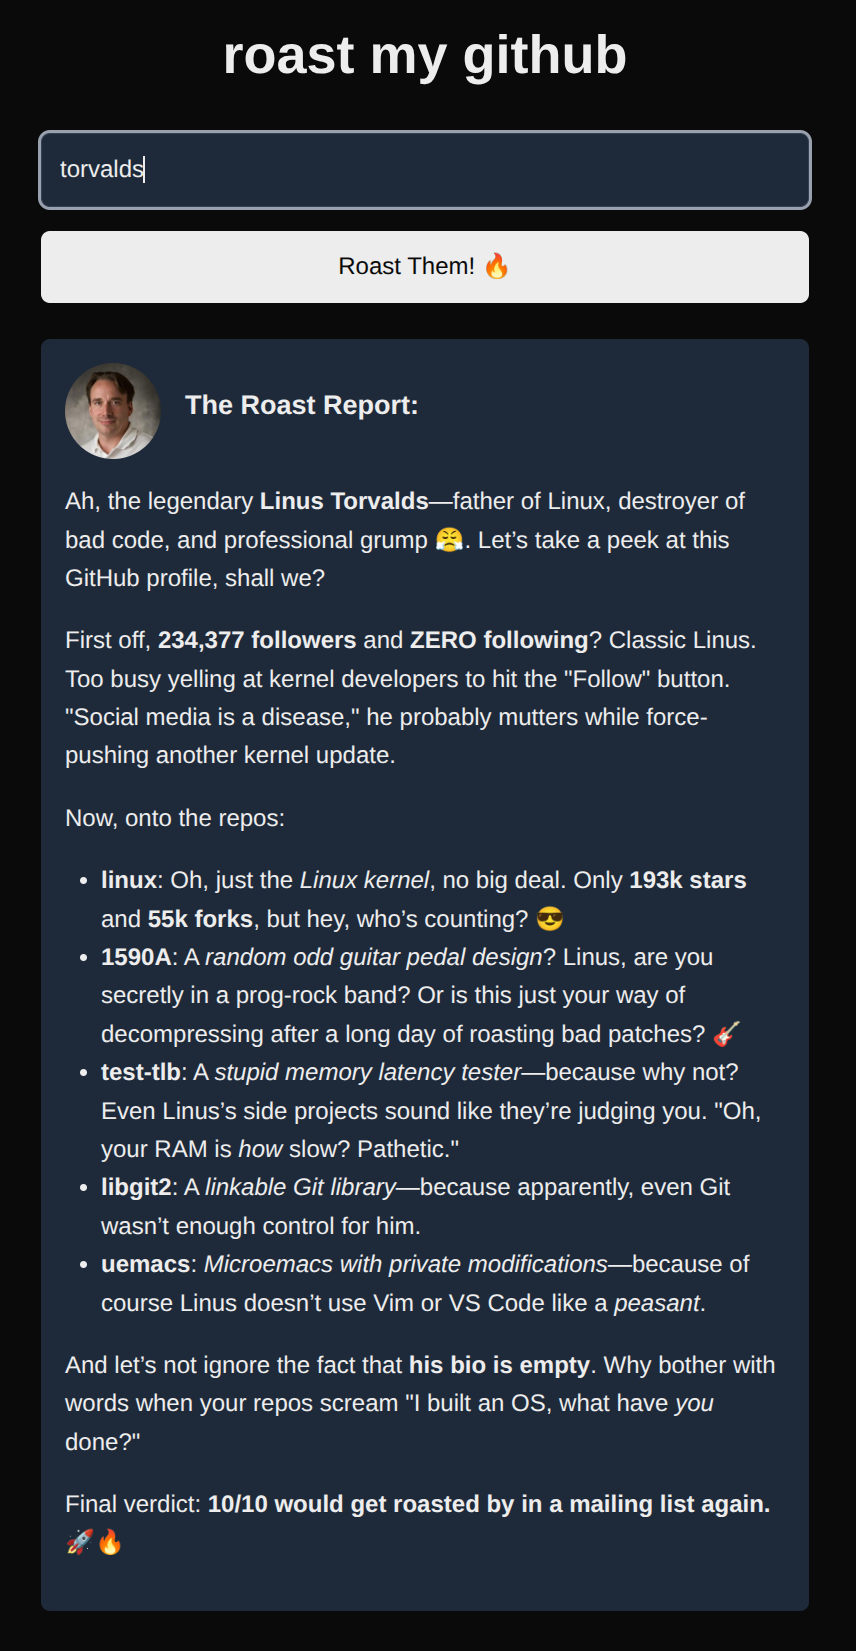 roast my github
torvalds
Roast Them! 🔥
The Roast Report:
Ah, the legendary Linus Torvalds—father of Linux, destroyer of
bad code, and professional grump 😤. Let’s take a peek at this
GitHub profile, shall we?
First off, 234,377 followers and ZERO following? Classic Linus.
Too busy yelling at kernel developers to hit the "Follow" button.
"Social media is a disease," he probably mutters while force-
pushing another kernel update.
Now, onto the repos:
• linux: Oh, just the Linux kernel, no big deal. Only 193k stars
and 55k forks, but hey, who’s counting? 😎
• 1590A: A random odd guitar pedal design? Linus, are you
secretly in a prog-rock band? Or is this just your way of
decompressing after a long day of roasting bad patches? 🎸
• test-tlb: A stupid memory latency tester—because why not?
Even Linus’s side projects sound like they’re judging you. "Oh,
your RAM is how slow? Pathetic."
• libgit2: A linkable Git library—because apparently, even Git
wasn’t enough control for him.
• uemacs: Microemacs with private modifications—because of
course Linus doesn’t use Vim or VS Code like a peasant.
And let’s not ignore the fact that his bio is empty. Why bother with
words when your repos scream "I built an OS, what have you
done?"
Final verdict: 10/10 would get roasted by in a mailing list again.
🚀🔥